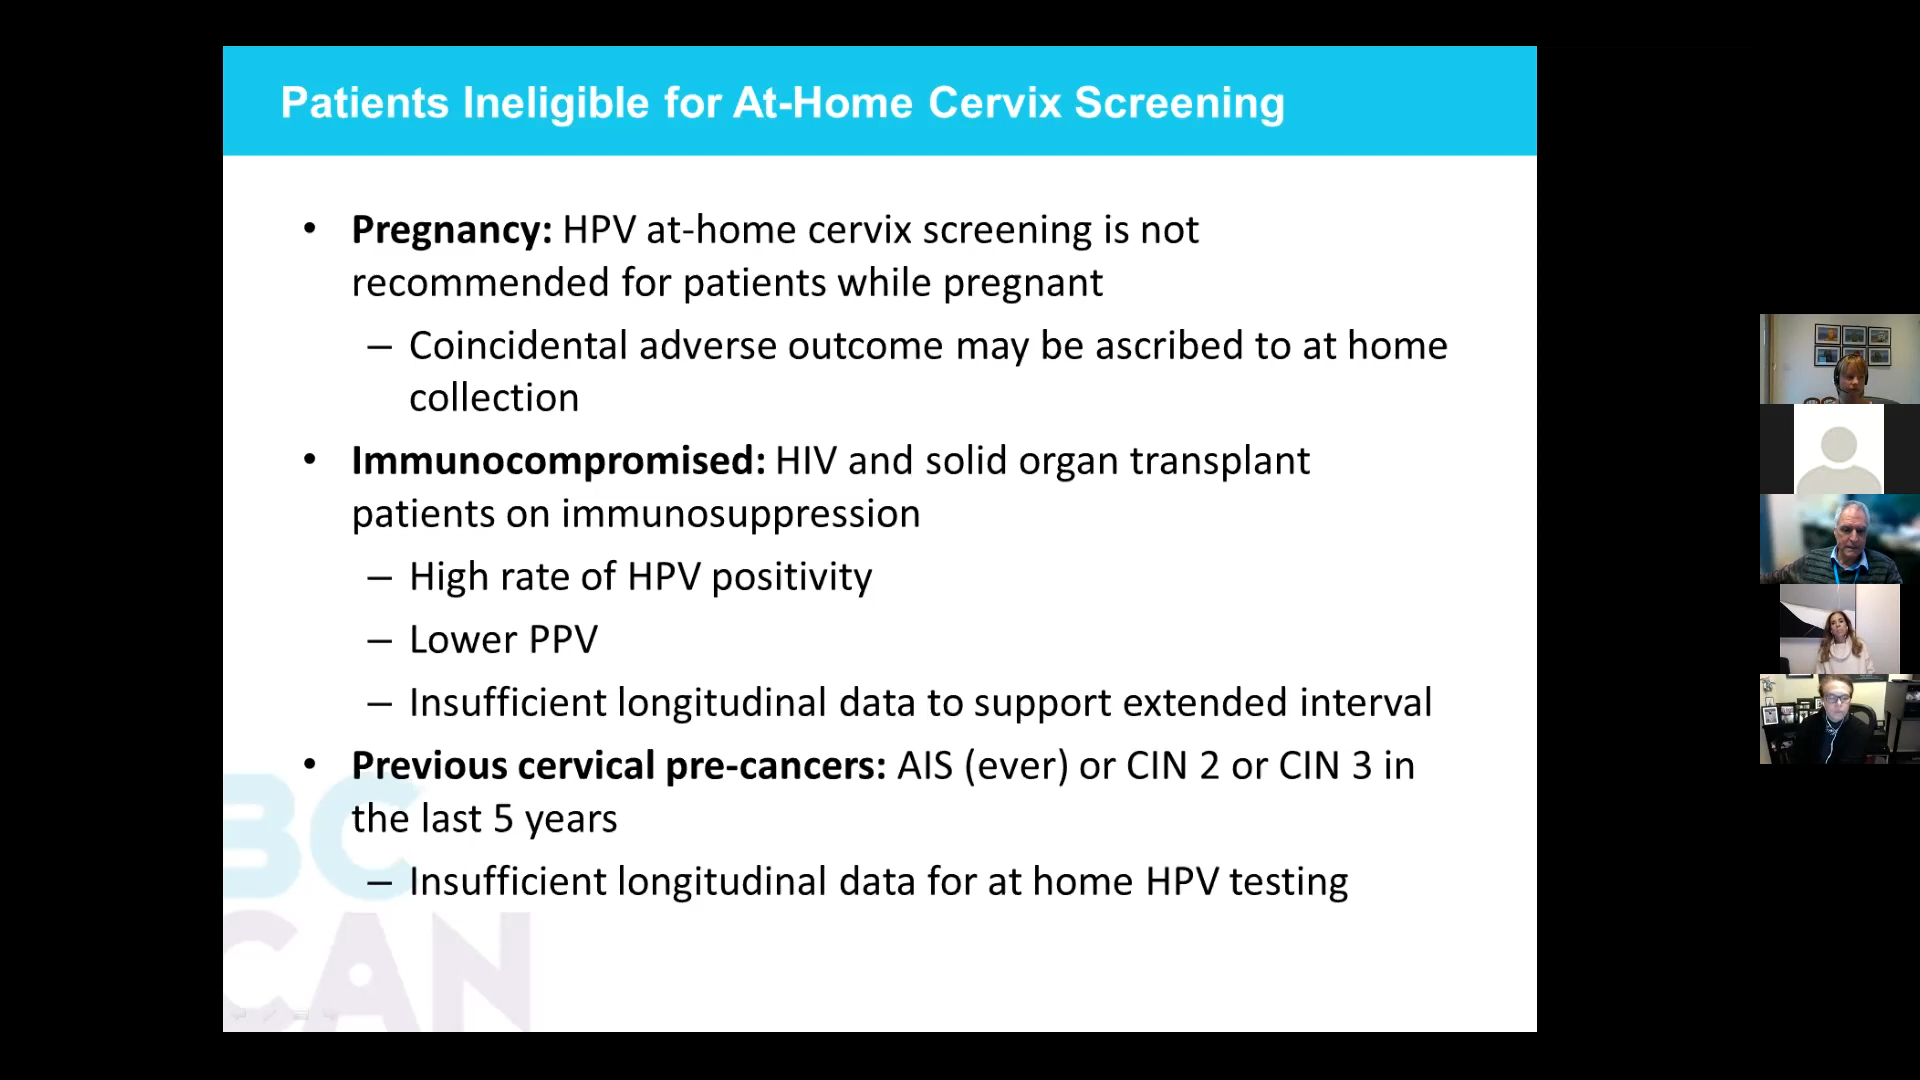 Patients Ineligible for At-Home Cervix Screening
• Pregnancy: HPV at-home cervix screening is not
recommended for patients while pregnant
– Coincidental adverse outcome may be ascribed to at home
collection
• Immunocompromised: HIV and solid organ transplant
patients on immunosuppression
– High rate of HPV positivity
– Lower PPV
– Insufficient longitudinal data to support extended interval
• Previous cervical pre-cancers: AIS (ever) or CIN 2 or CIN 3 in
the last 5 years
– Insufficient longitudinal data for at home HPV testing
BC
CAN